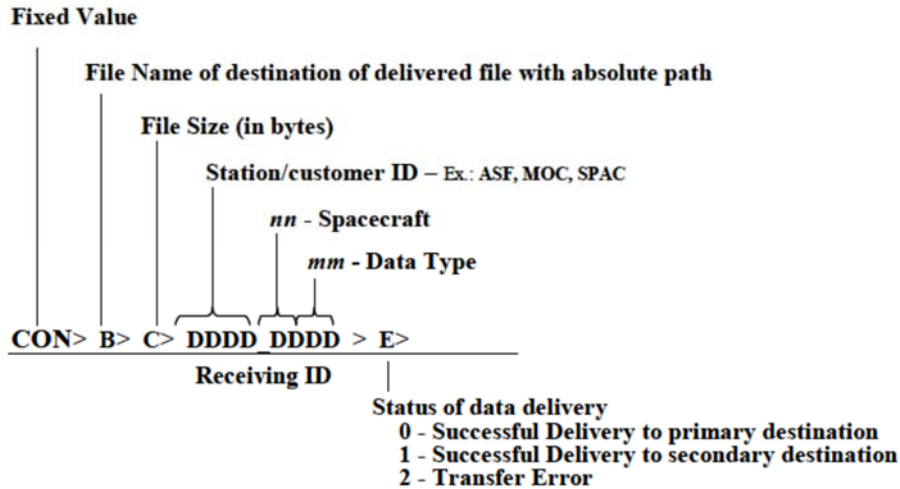 Fixed Value
File Name of destination of delivered file with absolute path
File Size (in bytes)
Station/customer ID – Ex.: ASF, MOC, SPAC
nn - Spacecraft
mm - Data Type
CON> B> C> DDDD_DDDD > E>
Receiving ID
Status of data delivery
0 - Successful Delivery to primary destination
1 - Successful Delivery to secondary destination
2 - Transfer Error